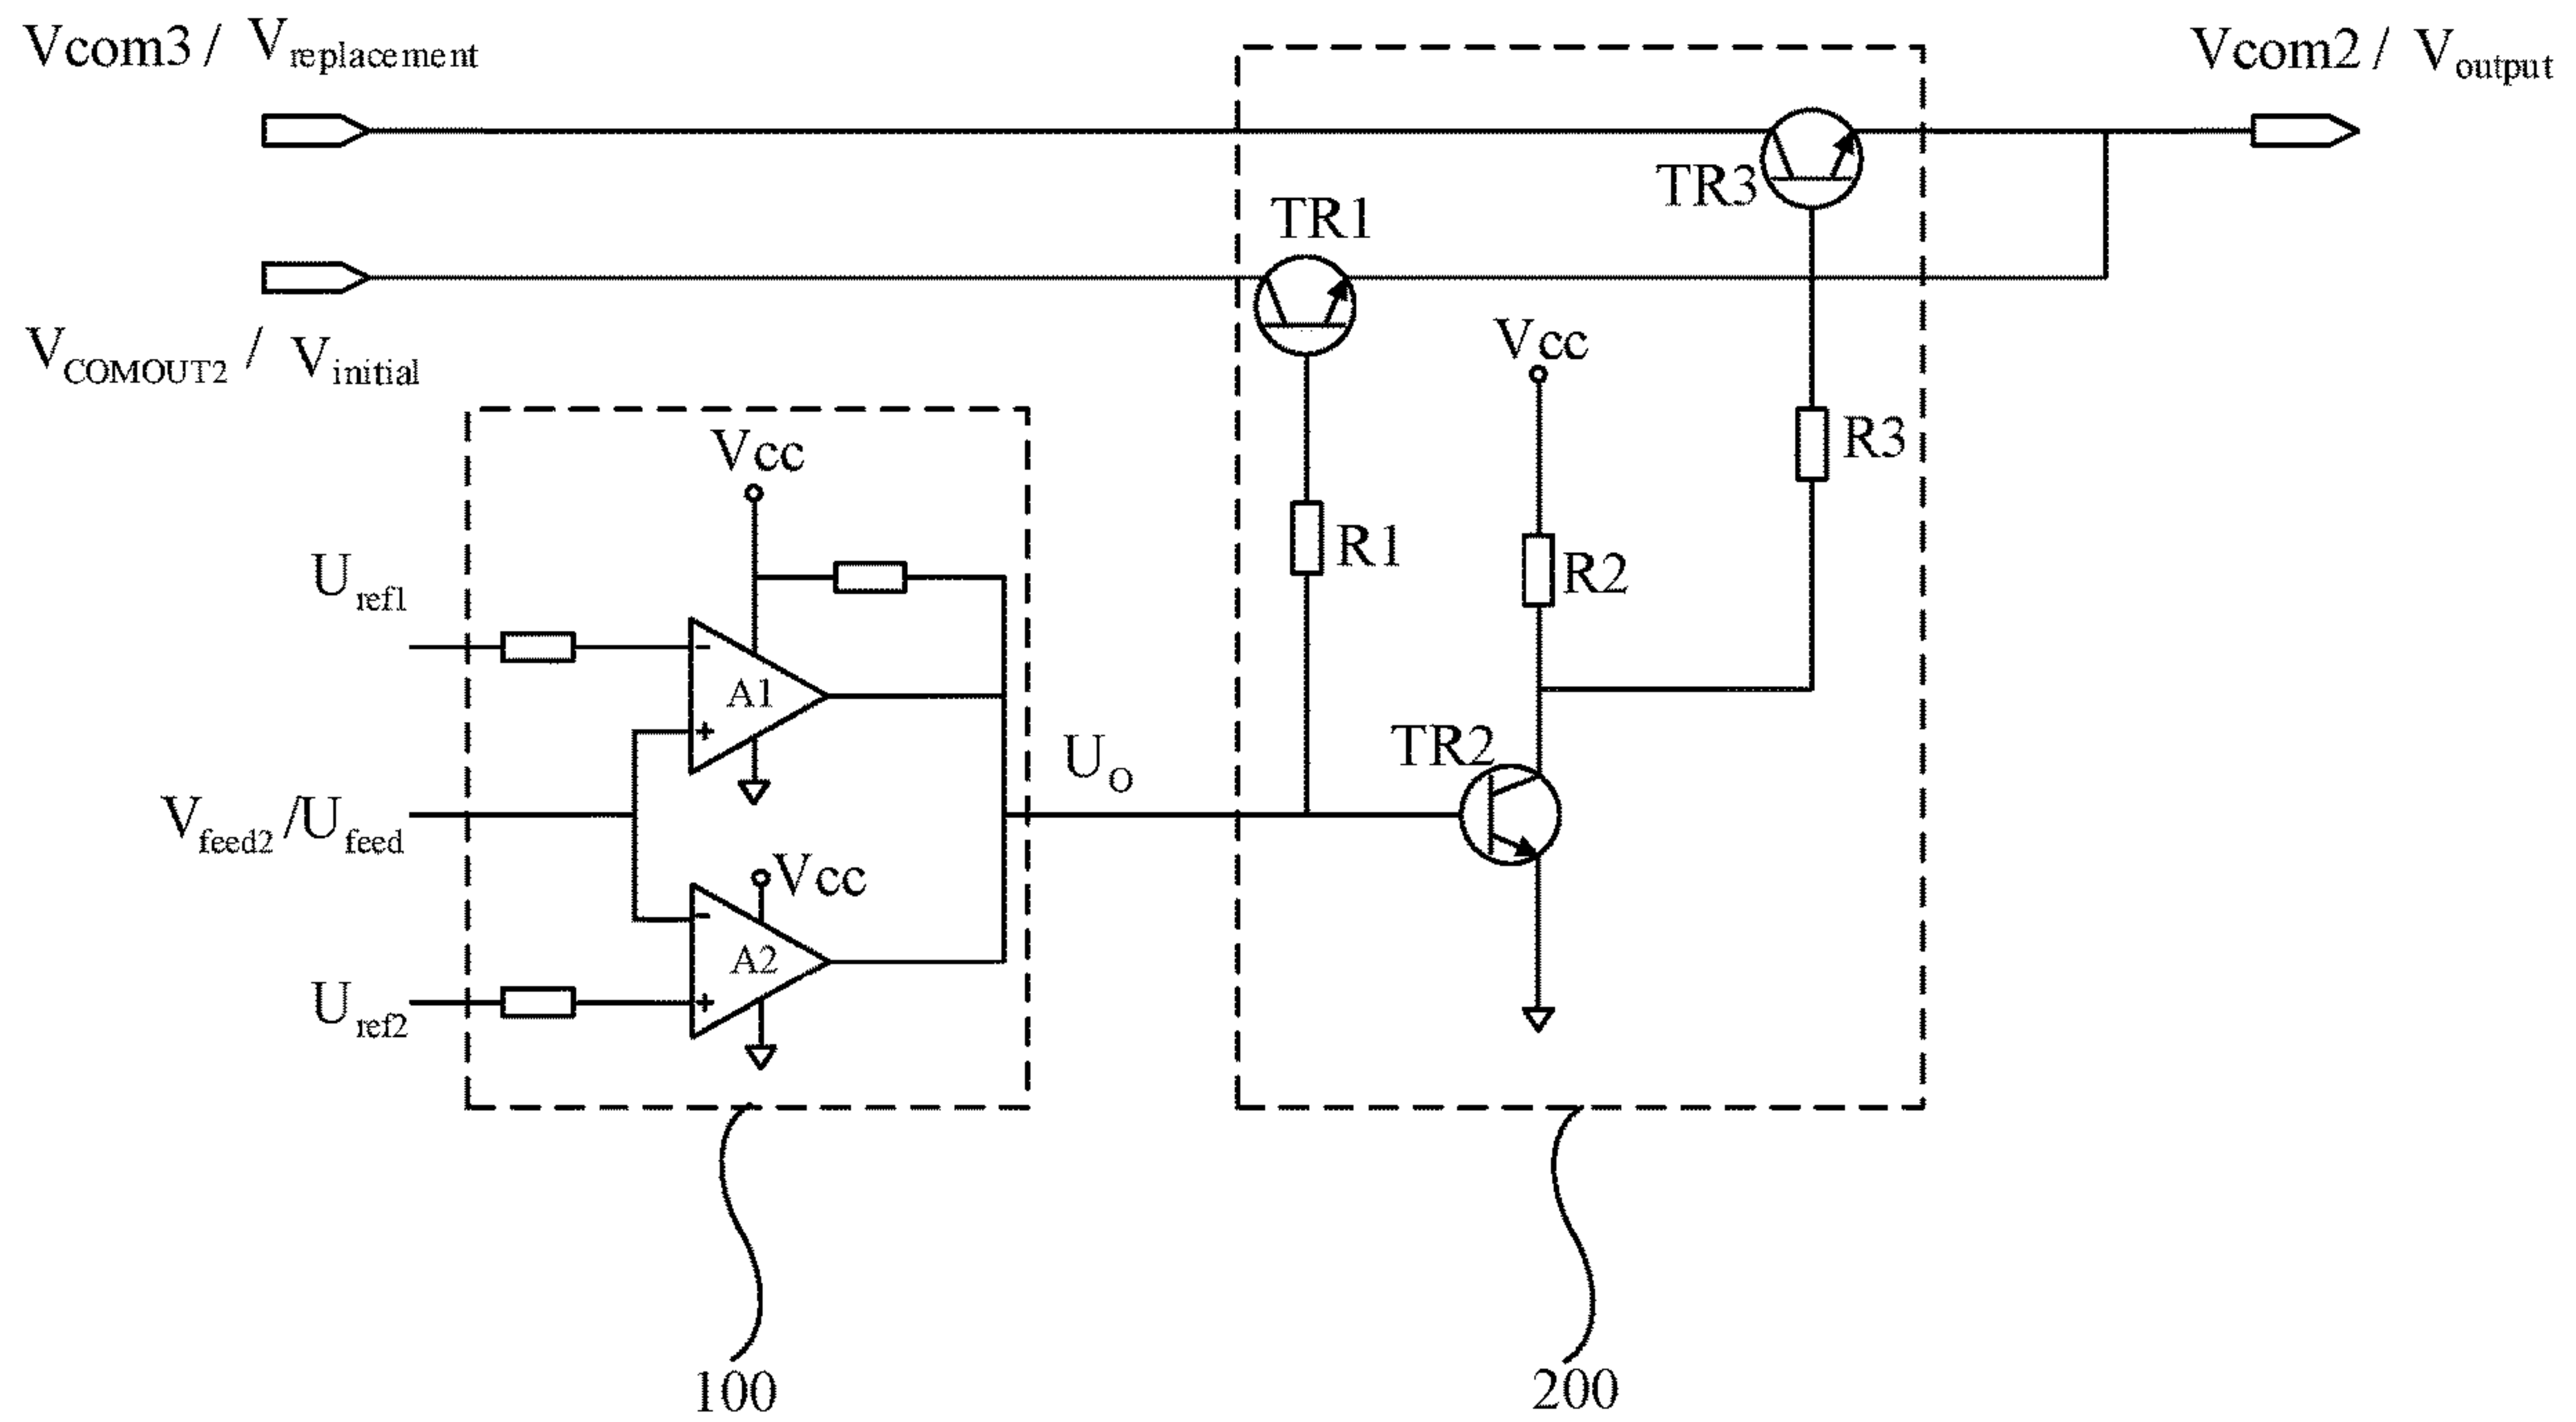 Vcom3 / Vreplacement
Vcom2 / Voutput
TR3
TR1
VCOMOUT2 / Vinitial
Vcc
Vcc
R3
R1
R2
Uref1
-
A1
+
TR2
UO
Vfeed2 /Ufeed
Vcc
-
A2
Uref2
+
100
200